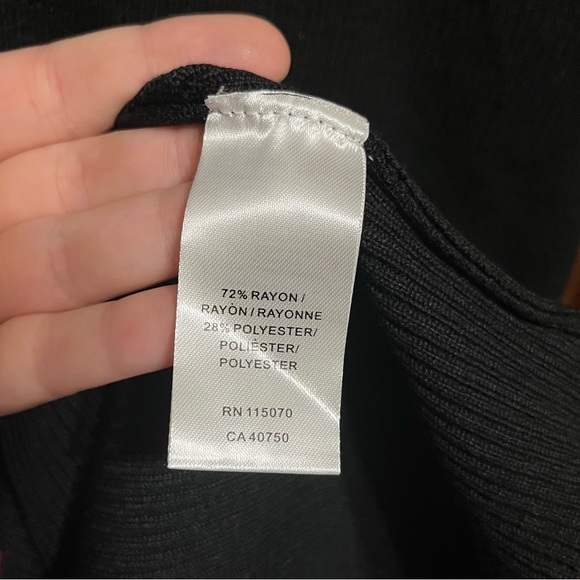 72% RAYON /
RAYÓN / RAYONNE
28% POLYESTER/
POLIÉSTER/
POLYESTER
RN 115070
CA 40750